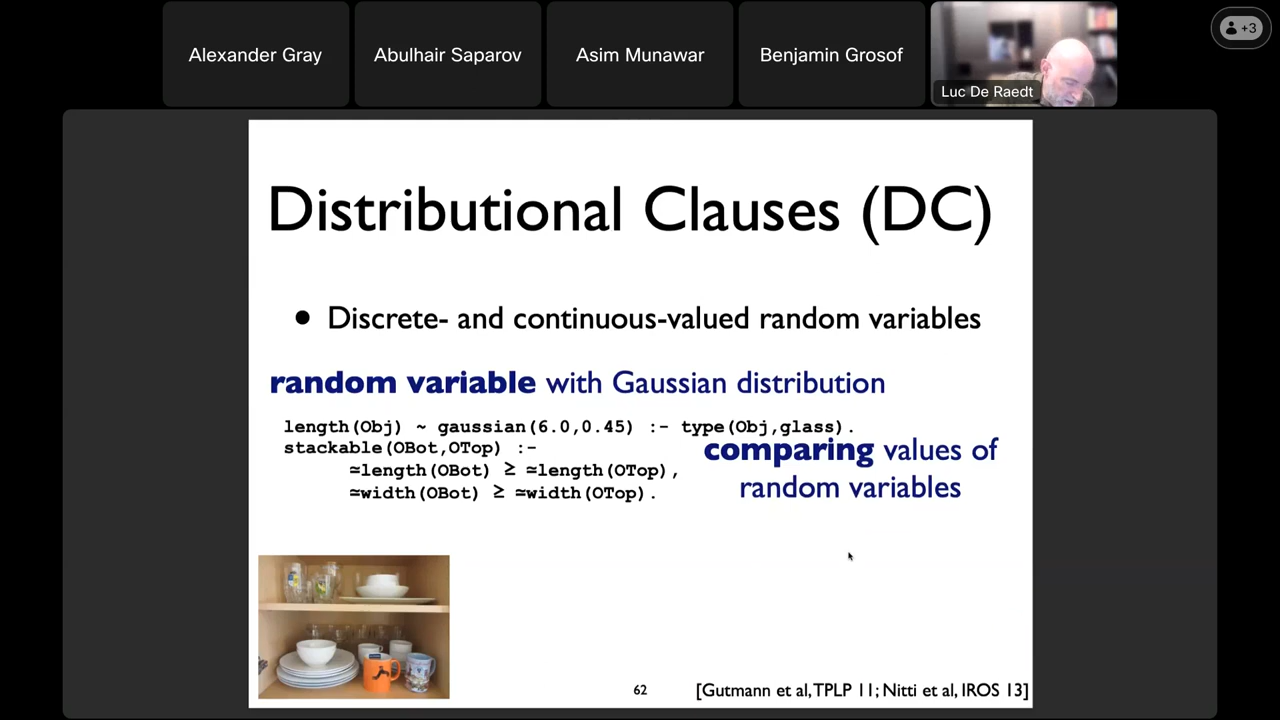 Alexander Gray
Abulhair Saparov
Asim Munawar
Benjamin Grosof
Luc De Raedt
+3
Distributional Clauses (DC)
• Discrete- and continuous-valued random variables
random variable with Gaussian distribution
length(Obj) ~ gaussian(6.0,0.45) :- type(Obj,glass).
stackable(OBot,OTop) :-
≃length(OBot) ≥ ≃length(OTop),
≃width(OBot) ≥ ≃width(OTop).
comparing values of
random variables
62
[Gutmann et al, TPLP 11; Nitti et al, IROS 13]